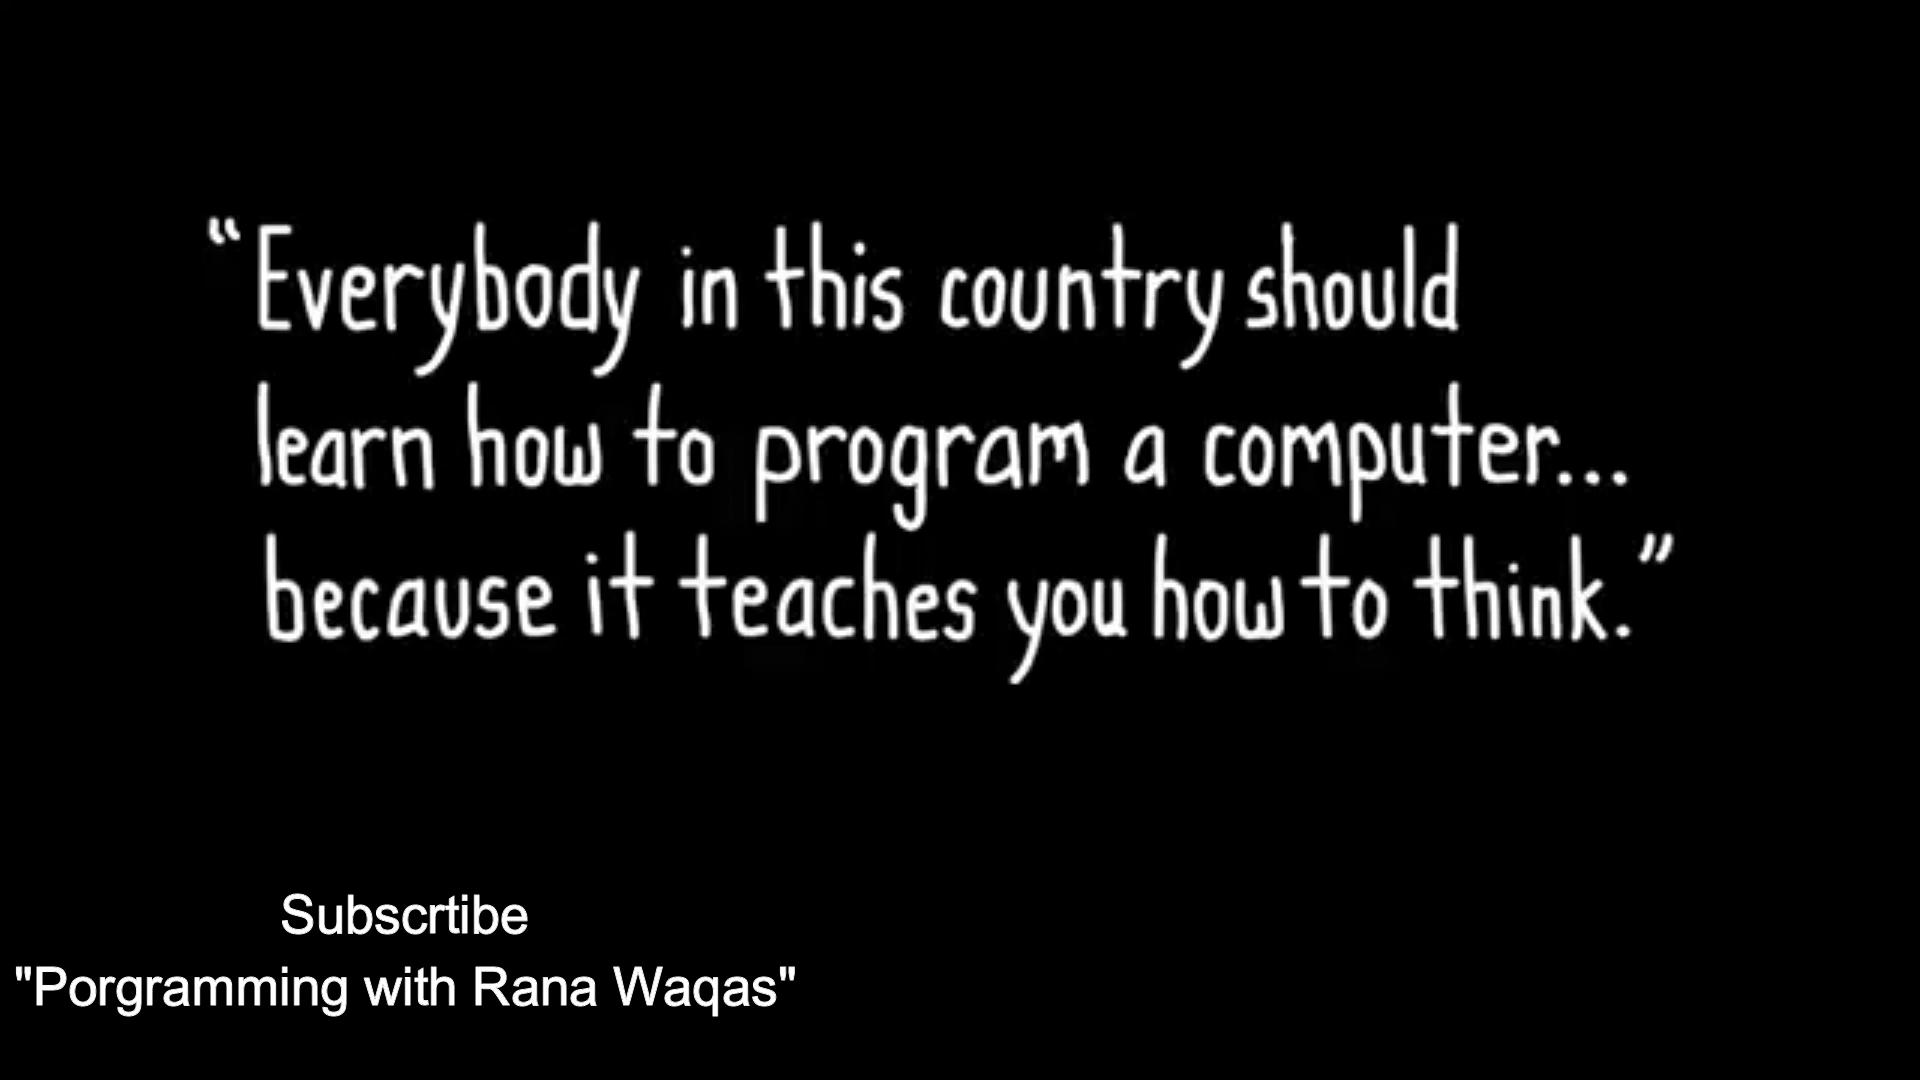 “Everybody in this country should
learn how to program a computer...
because it teaches you how to think.”
Subscrtibe
"Porgramming with Rana Waqas"